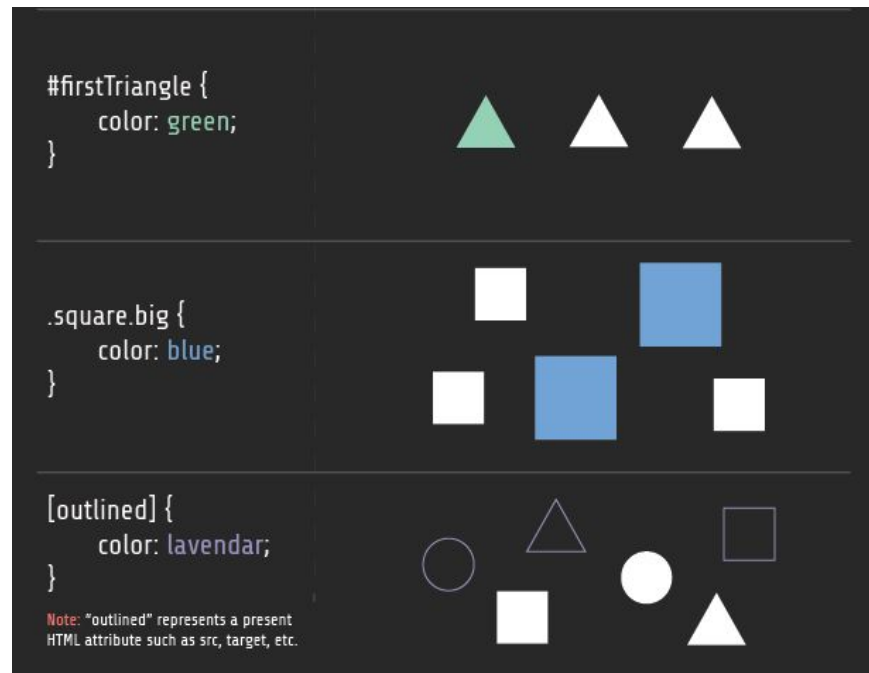 #firstTriangle {
color: green;
}
.square.big {
color: blue;
}
[outlined] {
color: lavendar;
}
Note: "outlined" represents a present
HTML attribute such as src, target, etc.